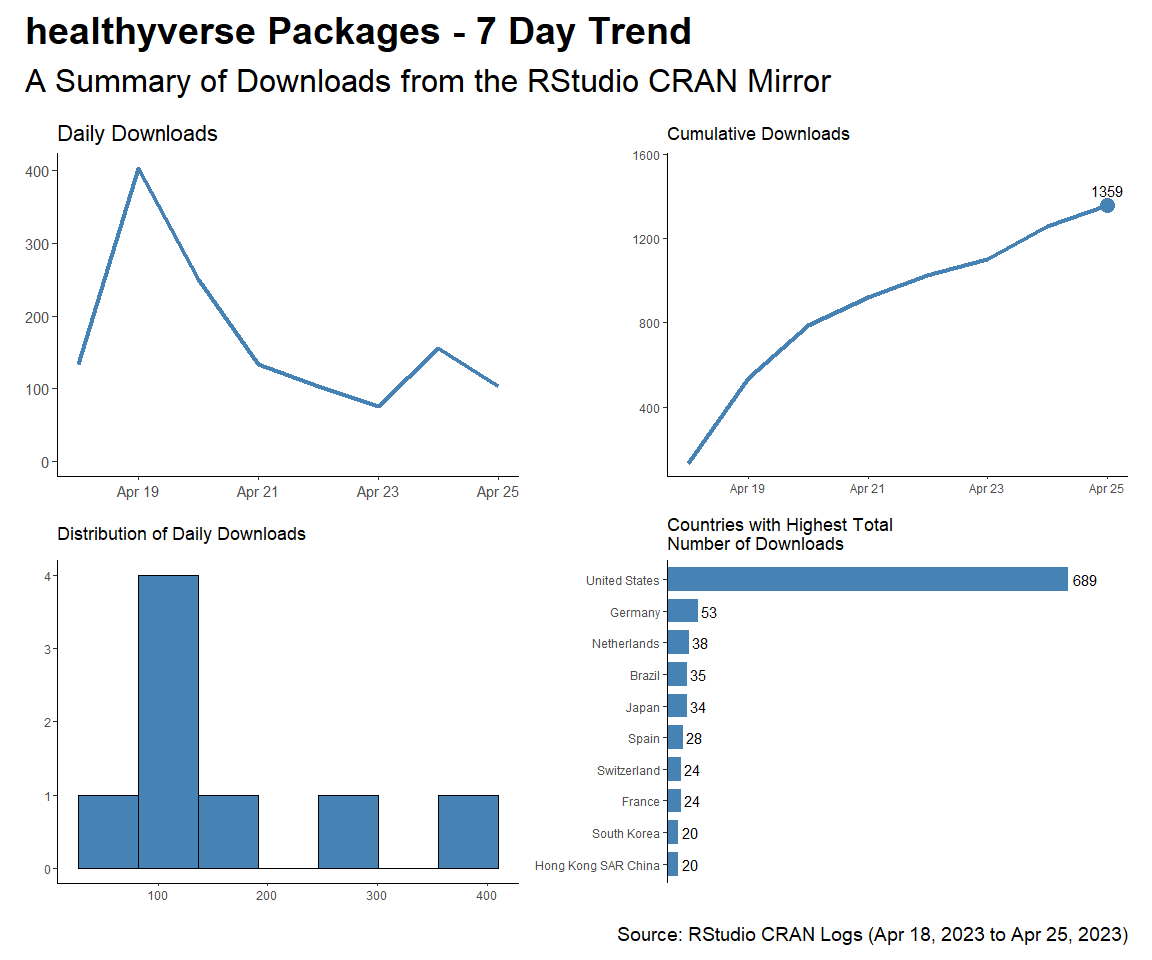 healthyverse Packages - 7 Day Trend
A Summary of Downloads from the RStudio CRAN Mirror
Daily Downloads
400
300
200
100
0
Apr 19
Apr 21
Apr 23
Apr 25
Cumulative Downloads
1600
1200
800
400
1359
Apr 19
Apr 21
Apr 23
Apr 25
Distribution of Daily Downloads
4
3
2
1
0
100
200
300
400
Countries with Highest Total
Number of Downloads
United States 689
Germany 53
Netherlands 38
Brazil 35
Japan 34
Spain 28
Switzerland 24
France 24
South Korea 20
Hong Kong SAR China 20
Source: RStudio CRAN Logs (Apr 18, 2023 to Apr 25, 2023)